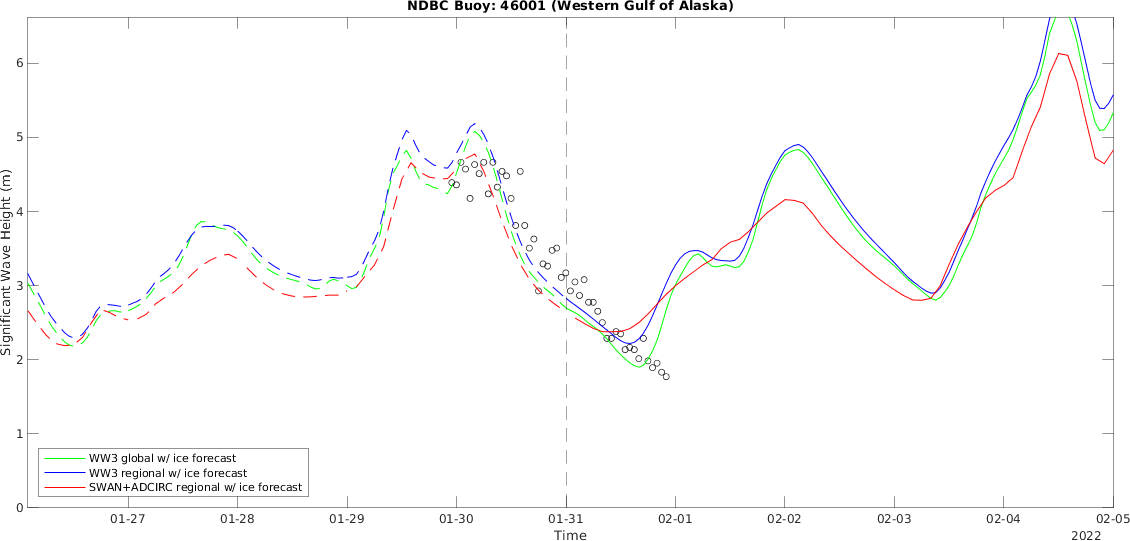 NDBC Buoy: 46001 (Western Gulf of Alaska)
Significant Wave Height (m)
6
5
4
3
2
1
0
WW3 global w/ ice forecast
WW3 regional w/ ice forecast
SWAN+ADCIRC regional w/ ice forecast
01-27 01-28 01-29 01-30 01-31 02-01 02-02 02-03 02-04 02-05
Time
2022